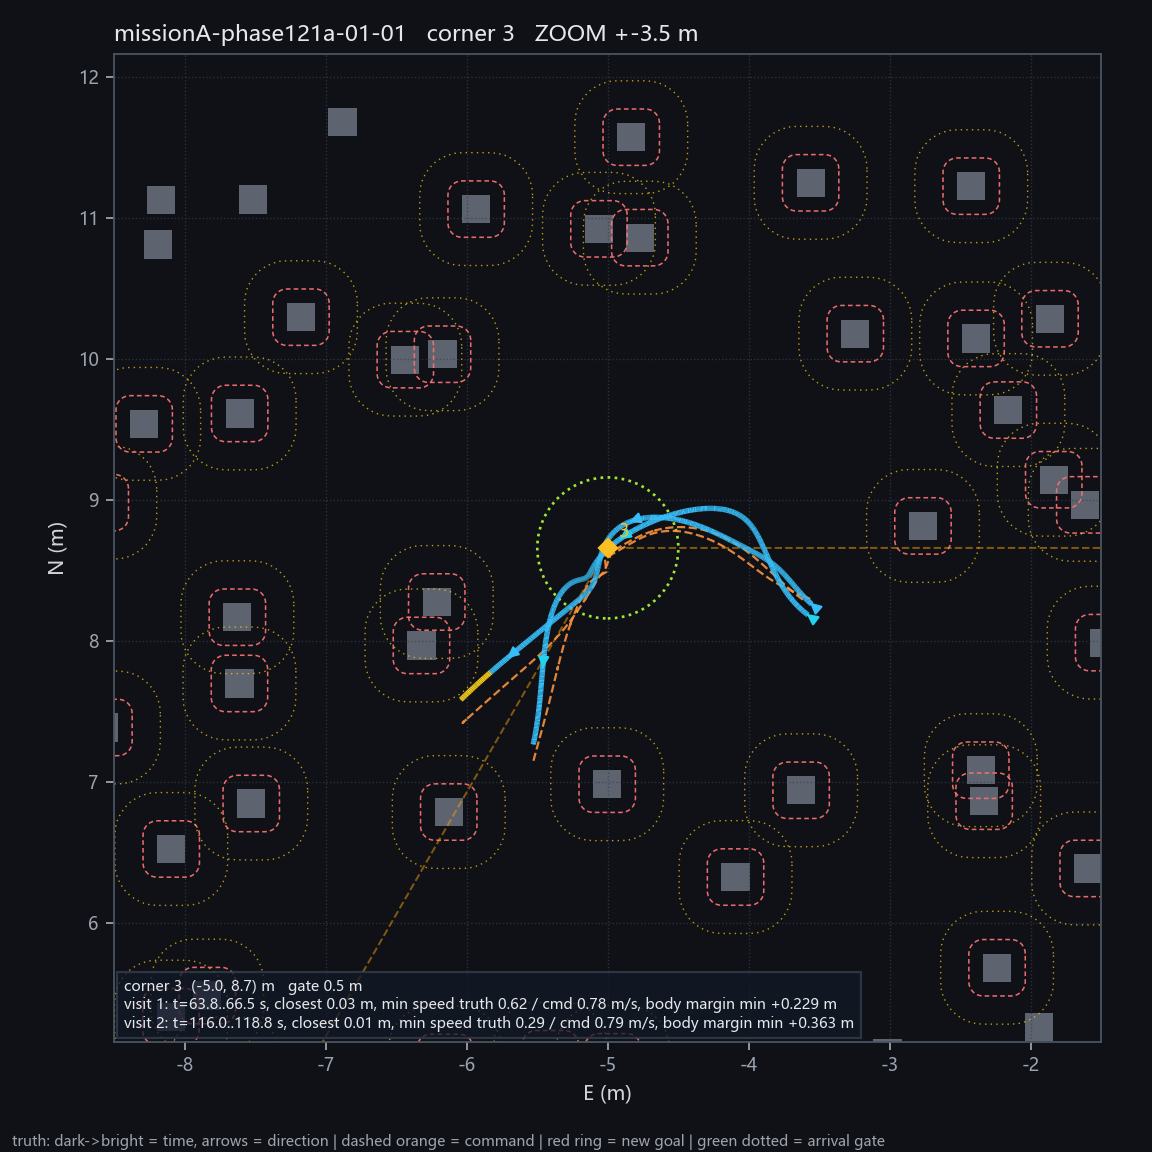 missionA-phase121a-01-01   corner 3   ZOOM +-3.5 m
12
11
10
9
8
7
6
N (m)
3
corner 3  (-5.0, 8.7) m   gate 0.5 m
visit 1: t=63.8..66.5 s, closest 0.03 m, min speed truth 0.62 / cmd 0.78 m/s, body margin min +0.229 m
visit 2: t=116.0..118.8 s, closest 0.01 m, min speed truth 0.29 / cmd 0.79 m/s, body margin min +0.363 m
-8 -7 -6 -5 -4 -3 -2
E (m)
truth: dark->bright = time, arrows = direction | dashed orange = command | red ring = new goal | green dotted = arrival gate